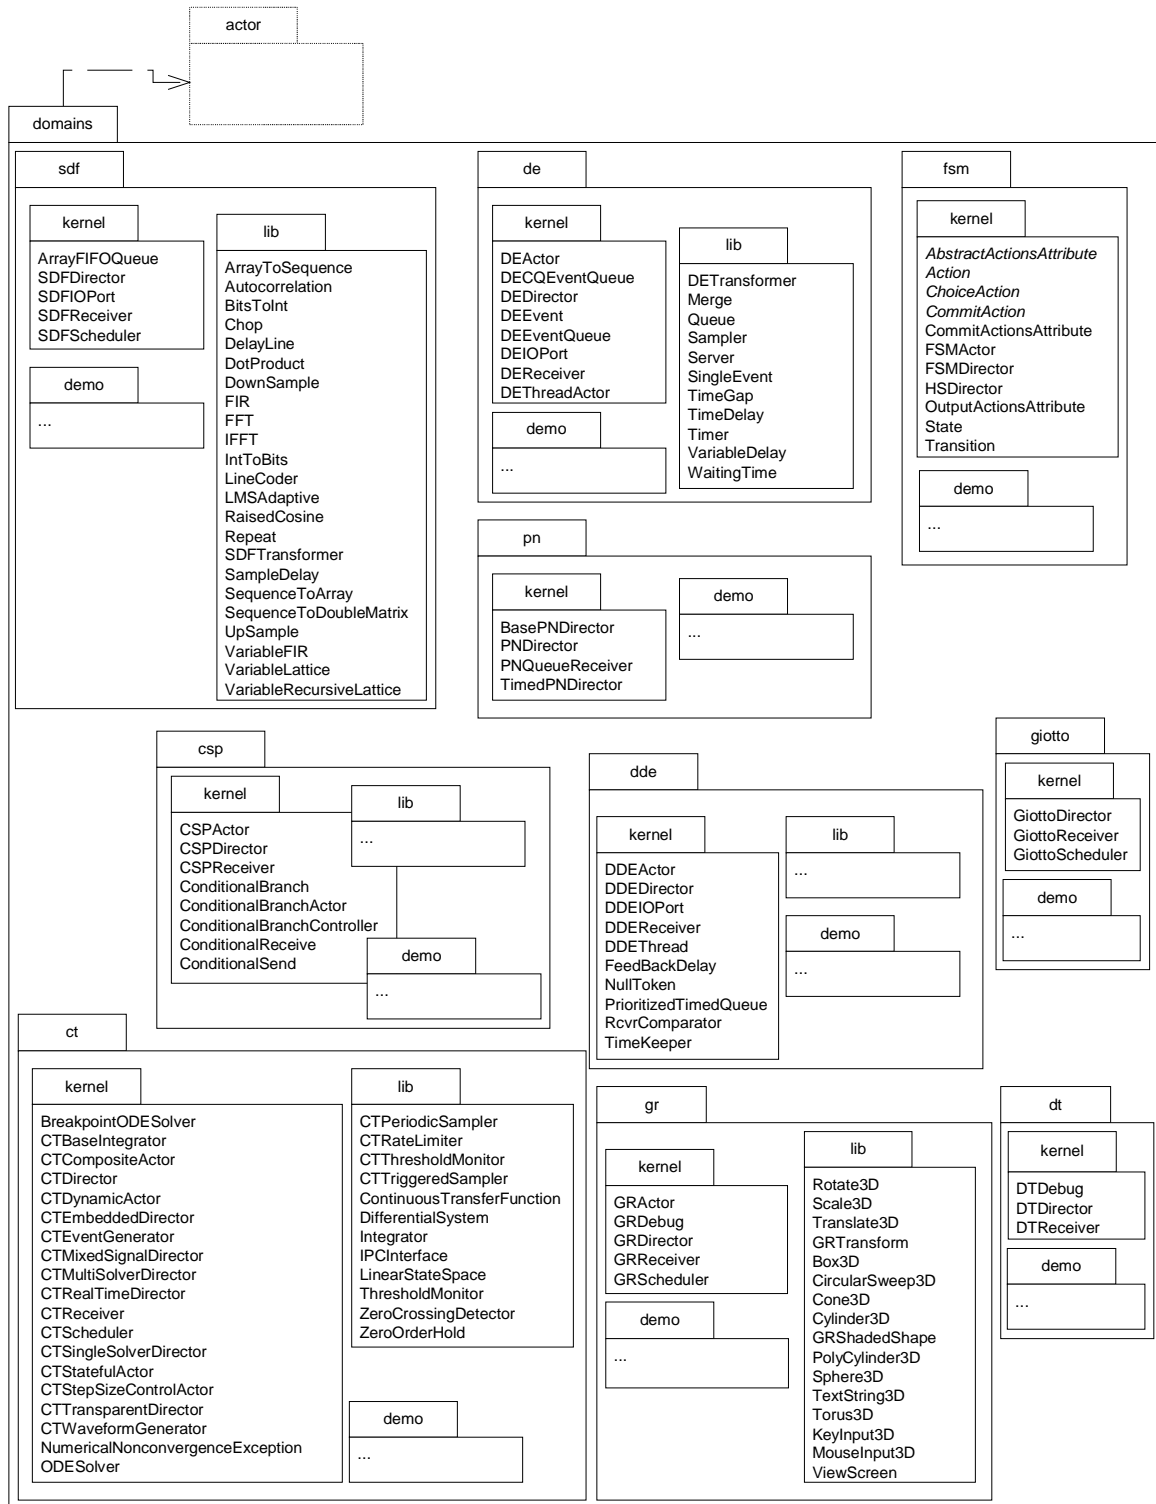 actor
domains
sdf
kernel
ArrayFIFOQueue
SDFDirector
SDFIOPort
SDFReceiver
SDFScheduler
demo
...
lib
ArrayToSequence
Autocorrelation
BitsToInt
Chop
DelayLine
DotProduct
DownSample
FIR
FFT
IFFT
IntToBits
LineCoder
LMSAdaptive
RaisedCosine
Repeat
SDFTransformer
SampleDelay
SequenceToArray
SequenceToDoubleMatrix
UpSample
VariableFIR
VariableLattice
VariableRecursiveLattice
de
kernel
DEActor
DECQEventQueue
DEDirector
DEEvent
DEEventQueue
DEIOPort
DEReceiver
DEThreadActor
demo
...
lib
DETransformer
Merge
Queue
Sampler
Server
SingleEvent
TimeGap
TimeDelay
Timer
VariableDelay
WaitingTime
fsm
kernel
AbstractActionsAttribute
Action
ChoiceAction
CommitAction
CommitActionsAttribute
FSMActor
FSMDirector
HSDirector
OutputActionsAttribute
State
Transition
demo
...
pn
kernel
BasePNDirector
PNDirector
PNQueueReceiver
TimedPNDirector
demo
...
csp
kernel
CSPActor
CSPDirector
CSPReceiver
ConditionalBranch
ConditionalBranchActor
ConditionalBranchController
ConditionalReceive
ConditionalSend
lib
...
demo
...
dde
kernel
DDEActor
DDEDirector
DDEIOPort
DDEReceiver
DDEThread
FeedBackDelay
NullToken
PrioritizedTimedQueue
RcvrComparator
TimeKeeper
lib
...
demo
...
giotto
kernel
GiottoDirector
GiottoReceiver
GiottoScheduler
demo
...
ct
kernel
BreakpointODESolver
CTBaseIntegrator
CTCompositeActor
CTDirector
CTDynamicActor
CTEmbeddedDirector
CTEventGenerator
CTMixedSignalDirector
CTMultiSolverDirector
CTRealTimeDirector
CTReceiver
CTScheduler
CTSingleSolverDirector
CTStatefulActor
CTStepSizeControlActor
CTTransparentDirector
CTWaveformGenerator
NumericalNonconvergenceException
ODESolver
lib
CTPeriodicSampler
CTRateLimiter
CTThresholdMonitor
CTTriggeredSampler
ContinuousTransferFunction
DifferentialSystem
Integrator
IPCInterface
LinearStateSpace
ThresholdMonitor
ZeroCrossingDetector
ZeroOrderHold
demo
...
gr
kernel
GRActor
GRDebug
GRDirector
GRReceiver
GRScheduler
demo
...
lib
Rotate3D
Scale3D
Translate3D
GRTransform
Box3D
CircularSweep3D
Cone3D
Cylinder3D
GRShadedShape
PolyCylinder3D
Sphere3D
TextString3D
Torus3D
KeyInput3D
MouseInput3D
ViewScreen
dt
kernel
DTDebug
DTDirector
DTReceiver
demo
...